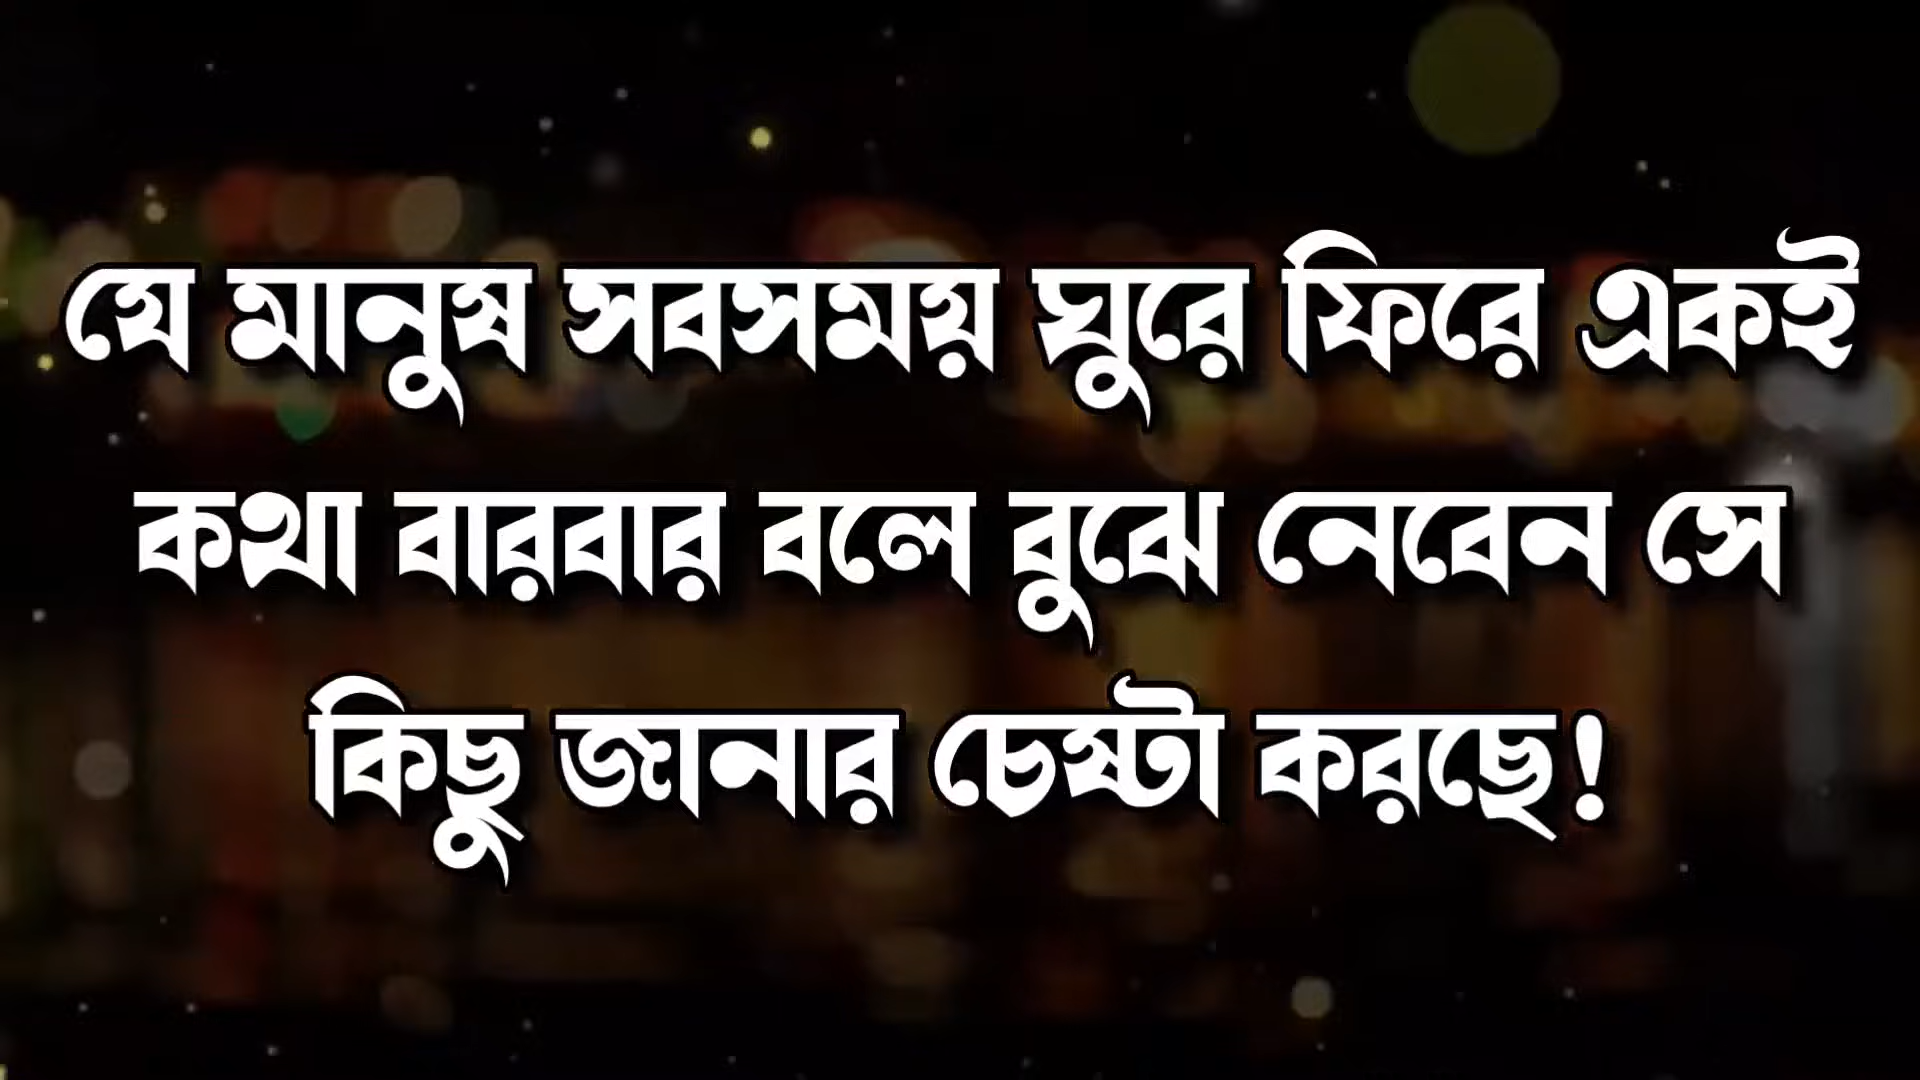 যে মানুষ সবসময় ঘুরে ফিরে একই
কথা বারবার বলে বুঝে নেবেন সে
কিছু জানার চেষ্টা করছে!